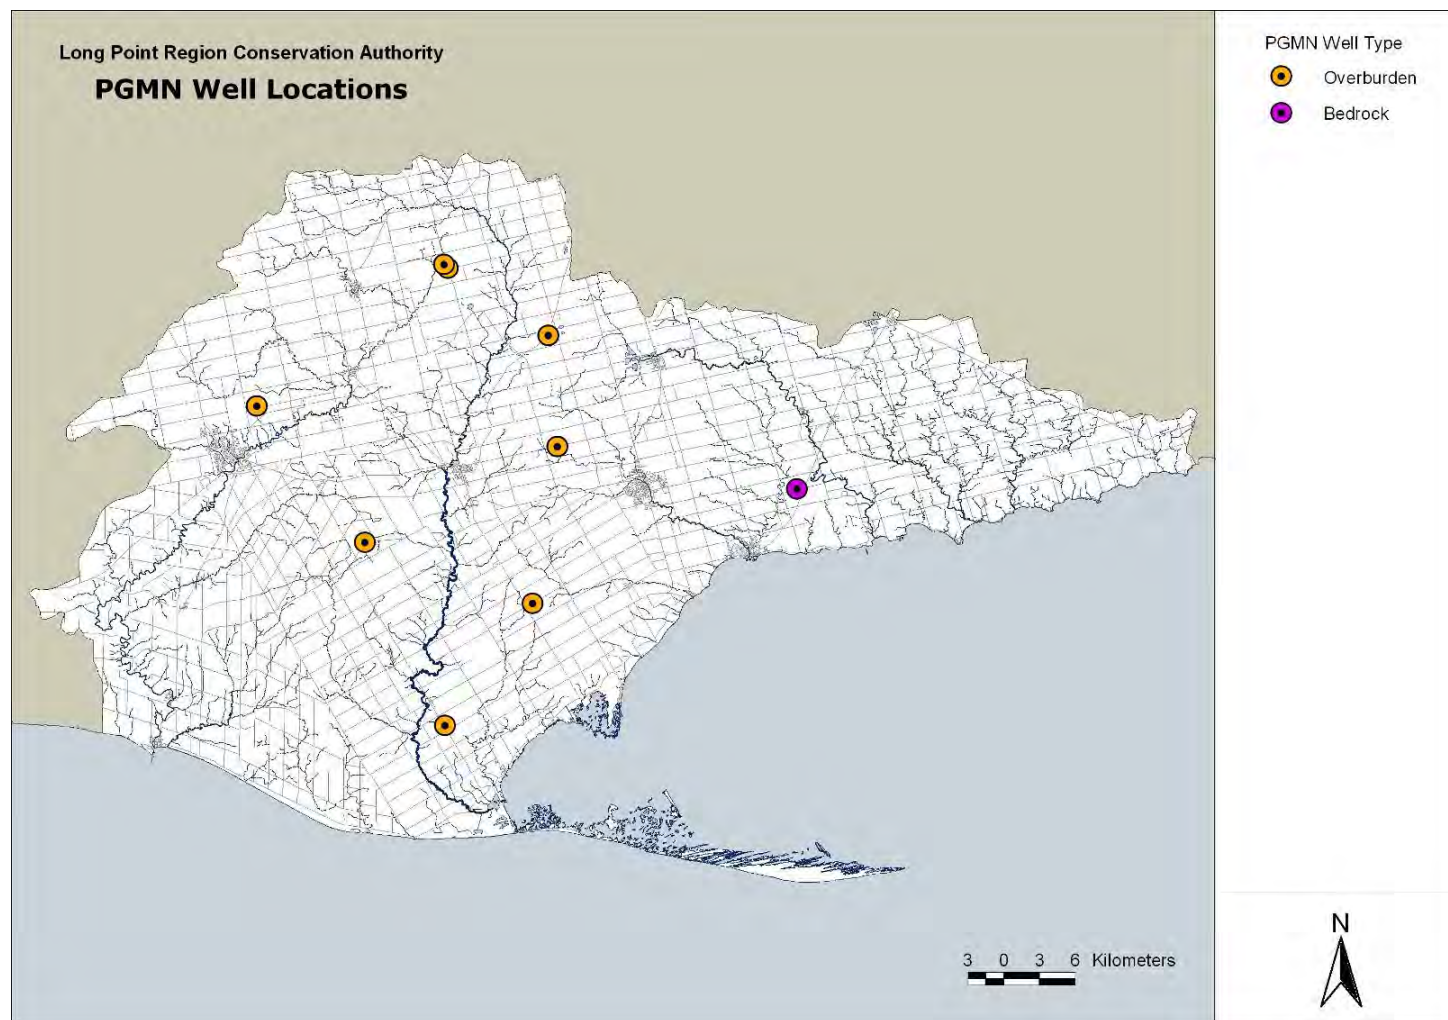 Long Point Region Conservation Authority
PGMN Well Locations
PGMN Well Type
Overburden
Bedrock
N
3 0 3 6 Kilometers